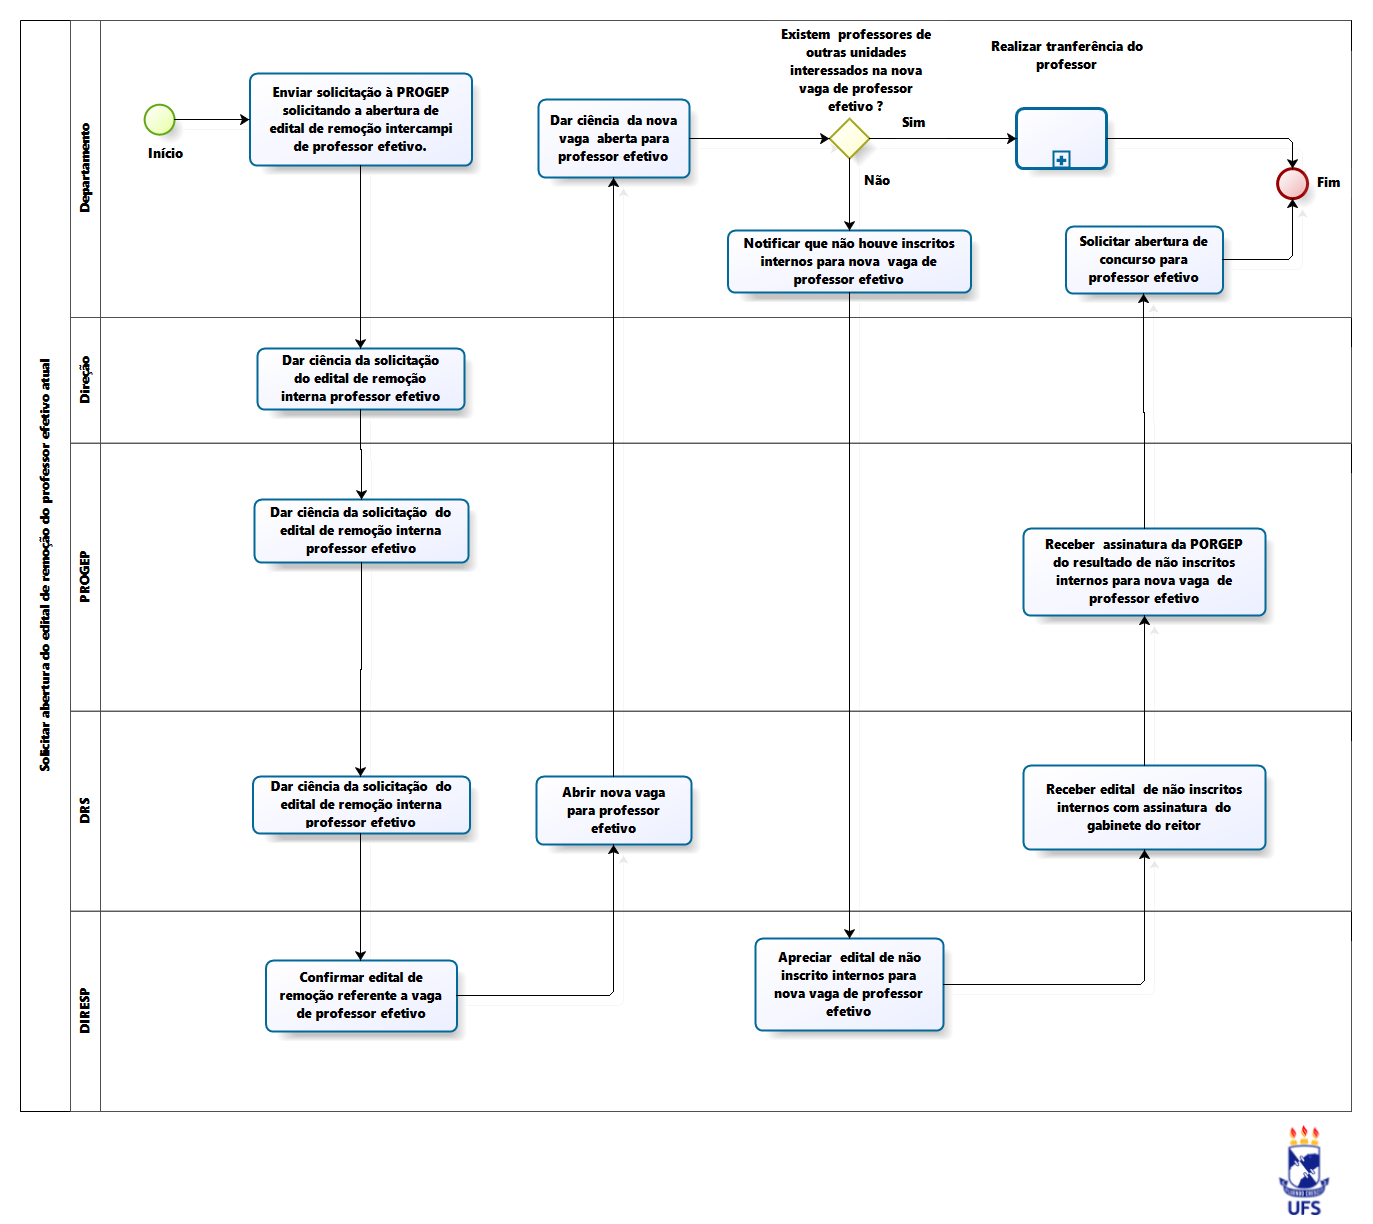 Solicitar abertura do edital de remoção do professor efetivo atual
Departamento
Início
Enviar solicitação à PROGEP
solicitando a abertura de
edital de remoção intercampi
de professor efetivo.
Dar ciência da nova
vaga aberta para
professor efetivo
Existem professores de
outras unidades
interessados na nova
vaga de professor
efetivo ?
Sim
Não
Realizar tranferência do
professor
Fim
Notificar que não houve inscritos
internos para nova vaga de
professor efetivo
Solicitar abertura de
concurso para
professor efetivo
Direção
Dar ciência da solicitação
do edital de remoção
interna professor efetivo
PROGEP
Dar ciência da solicitação do
edital de remoção interna
professor efetivo
Receber assinatura da PORGEP
do resultado de não inscritos
internos para nova vaga de
professor efetivo
DRS
Dar ciência da solicitação do
edital de remoção interna
professor efetivo
Abrir nova vaga
para professor
efetivo
Receber edital de não inscritos
internos com assinatura do
gabinete do reitor
DIRESP
Confirmar edital de
remoção referente a vaga
de professor efetivo
Apreciar edital de não
inscrito internos para
nova vaga de professor
efetivo
UFS